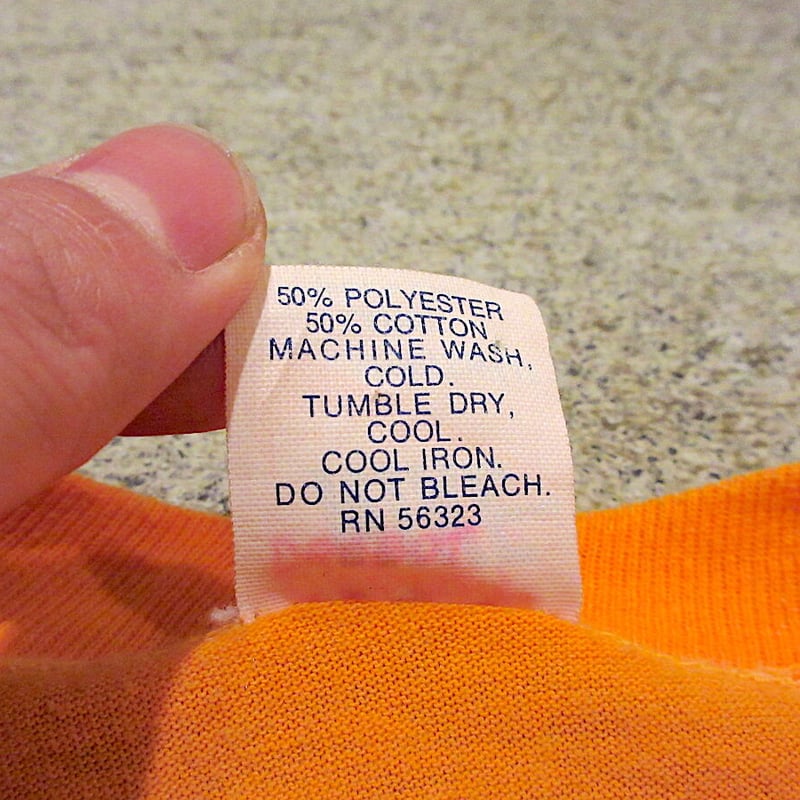 50% POLYESTER
50% COTTON
MACHINE WASH,
COLD.
TUMBLE DRY,
COOL.
COOL IRON.
DO NOT BLEACH.
RN 56323